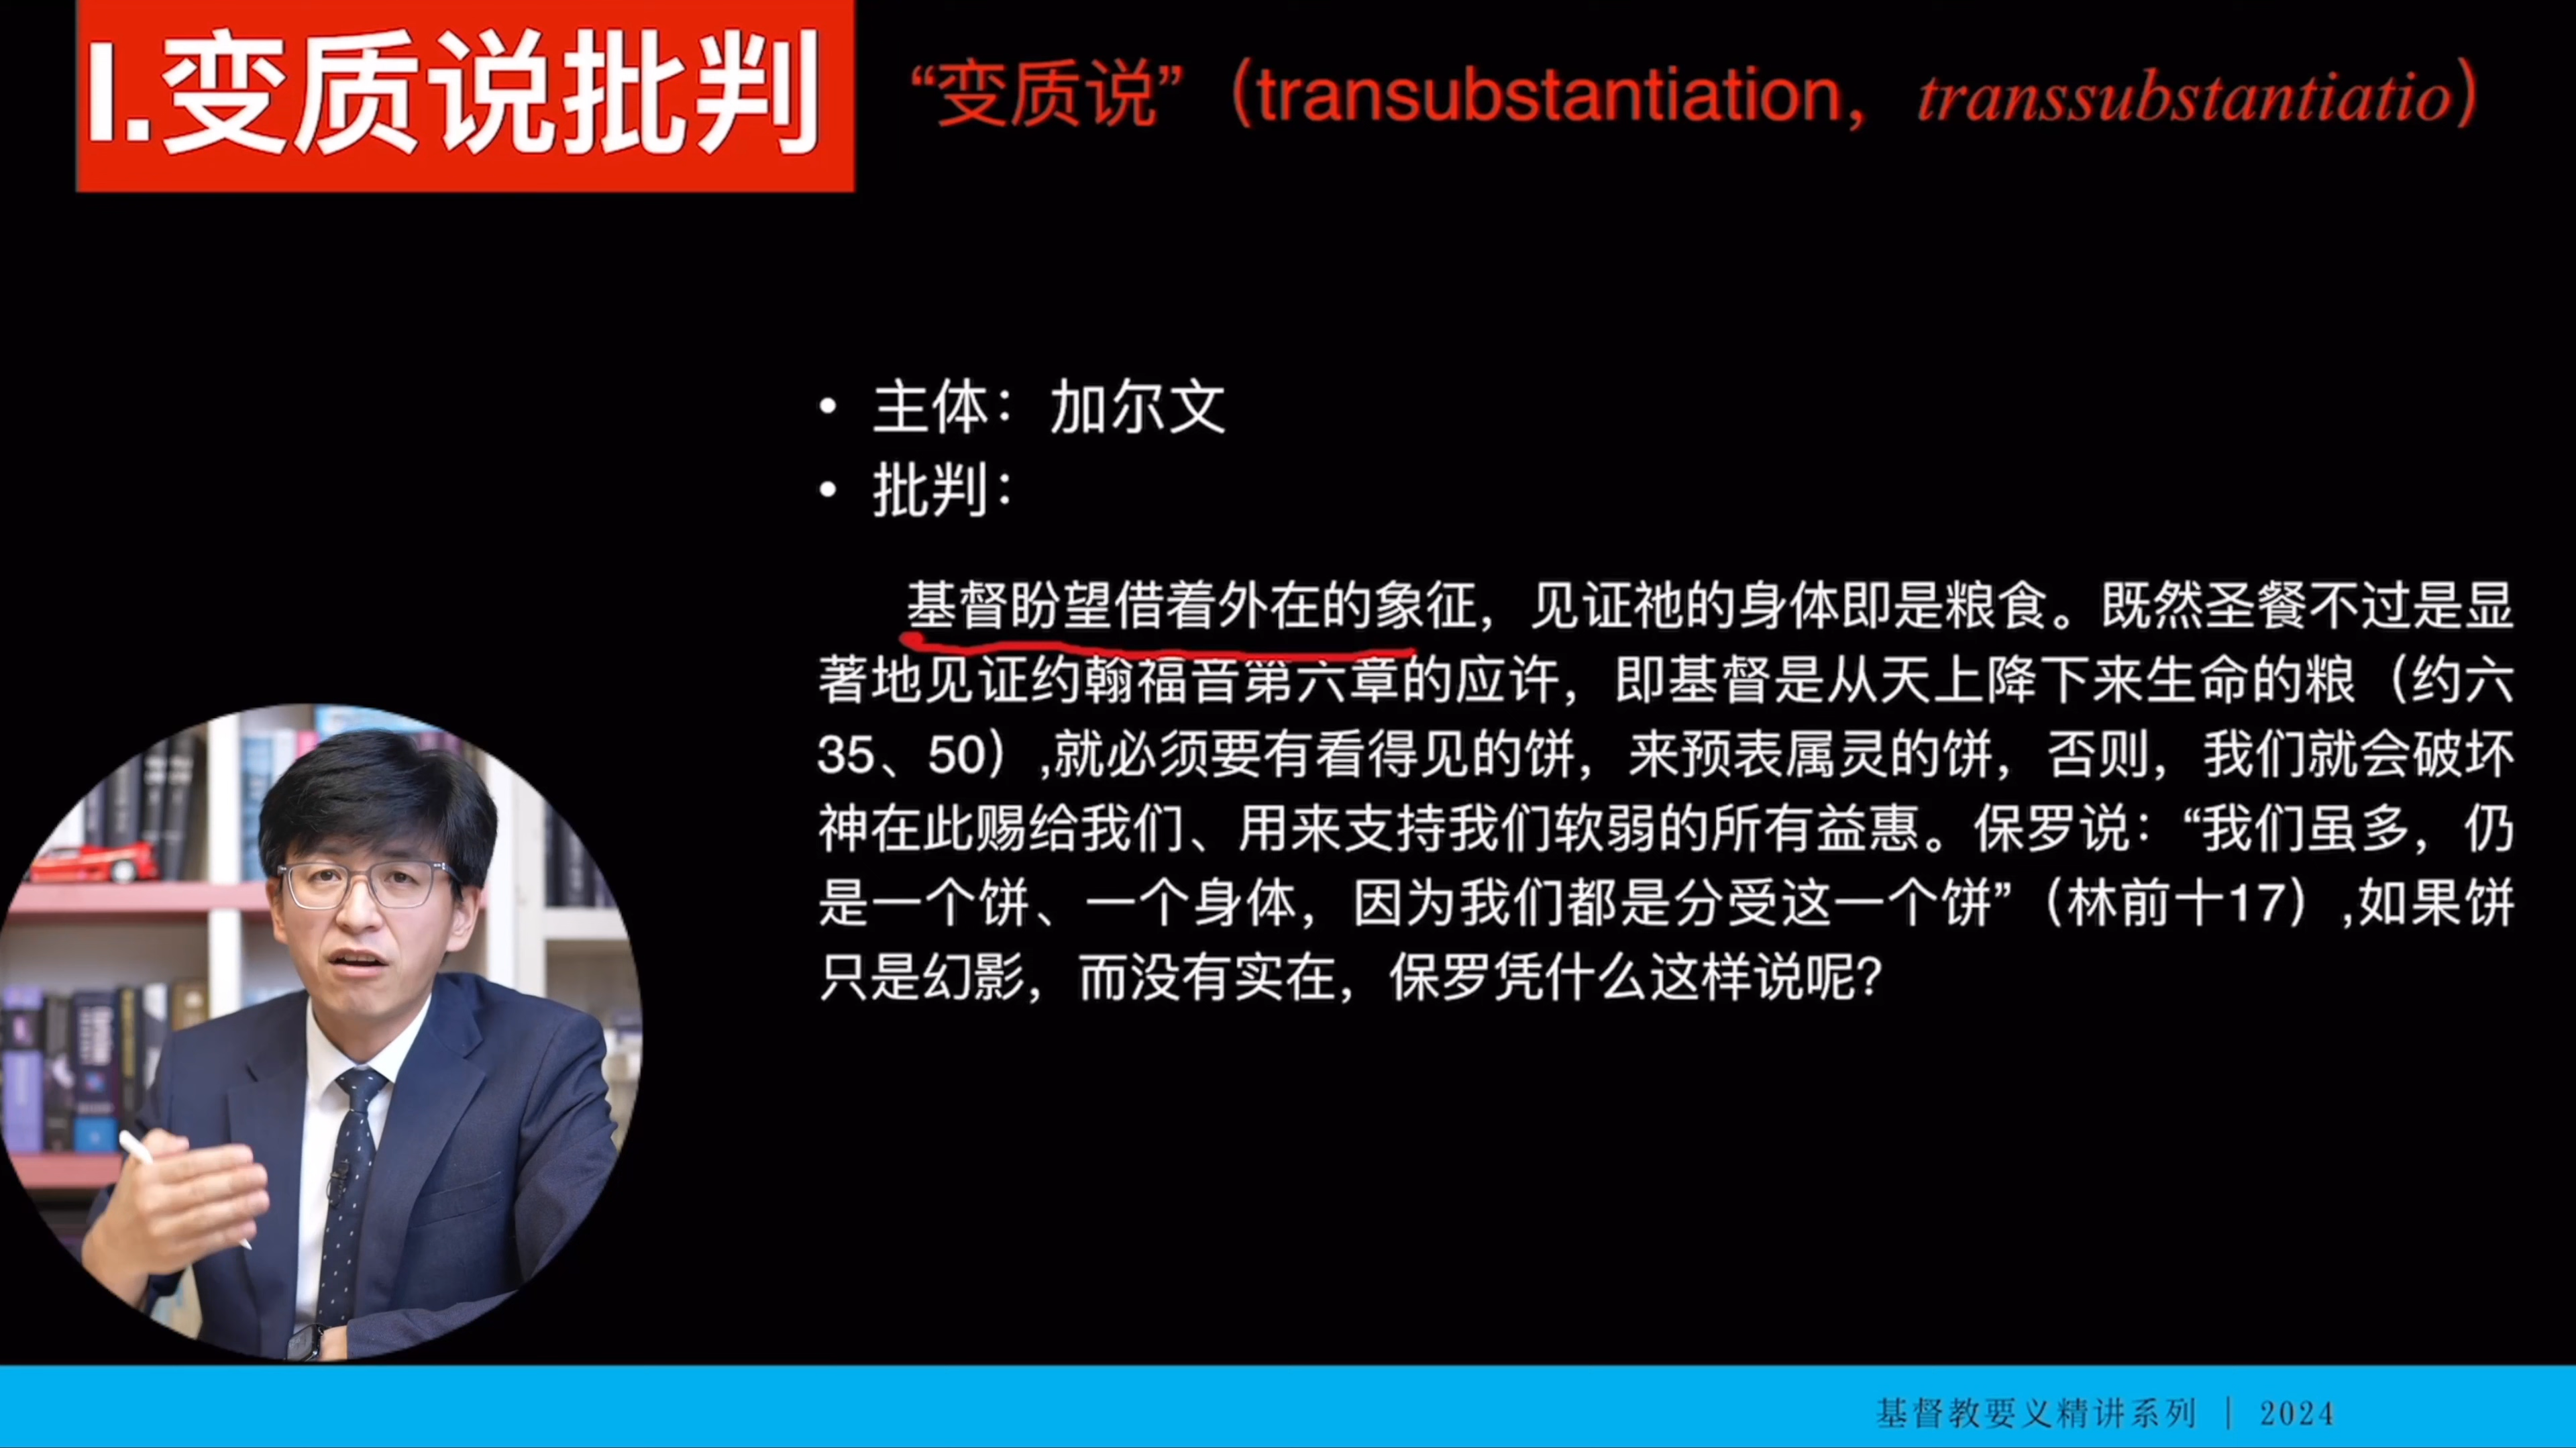 I.变质说批判
“变质说”（transubstantiation， transsubstantiatio）
• 主体：加尔文
• 批判：
基督盼望借着外在的象征，见证祂的身体即是粮食。既然圣餐不过是显
著地见证约翰福音第六章的应许，即基督是从天上降下来生命的粮（约六
35、50）,就必须要有看得见的饼，来预表属灵的饼，否则，我们就会破坏
神在此赐给我们、用来支持我们软弱的所有益惠。保罗说：“我们虽多，仍
是一个饼、一个身体，因为我们都是分受这一个饼”（林前十17）,如果饼
只是幻影，而没有实在，保罗凭什么这样说呢？
基督教要义精讲系列 | 2024